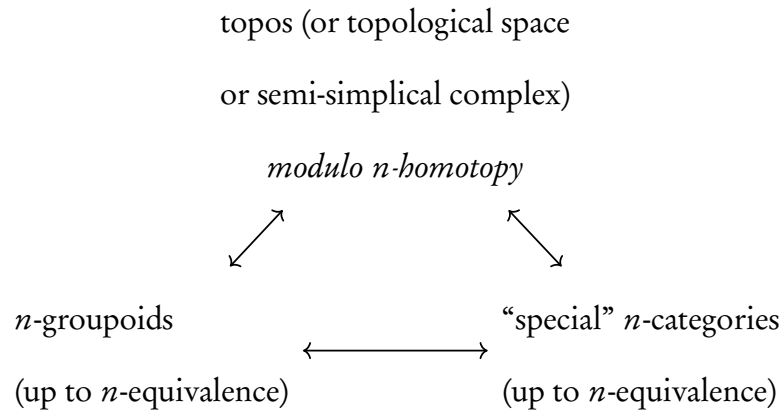 topos (or topological space
or semi-simplical complex)
modulo n-homotopy
n-groupoids
(up to n-equivalence)
“special” n-categories
(up to n-equivalence)